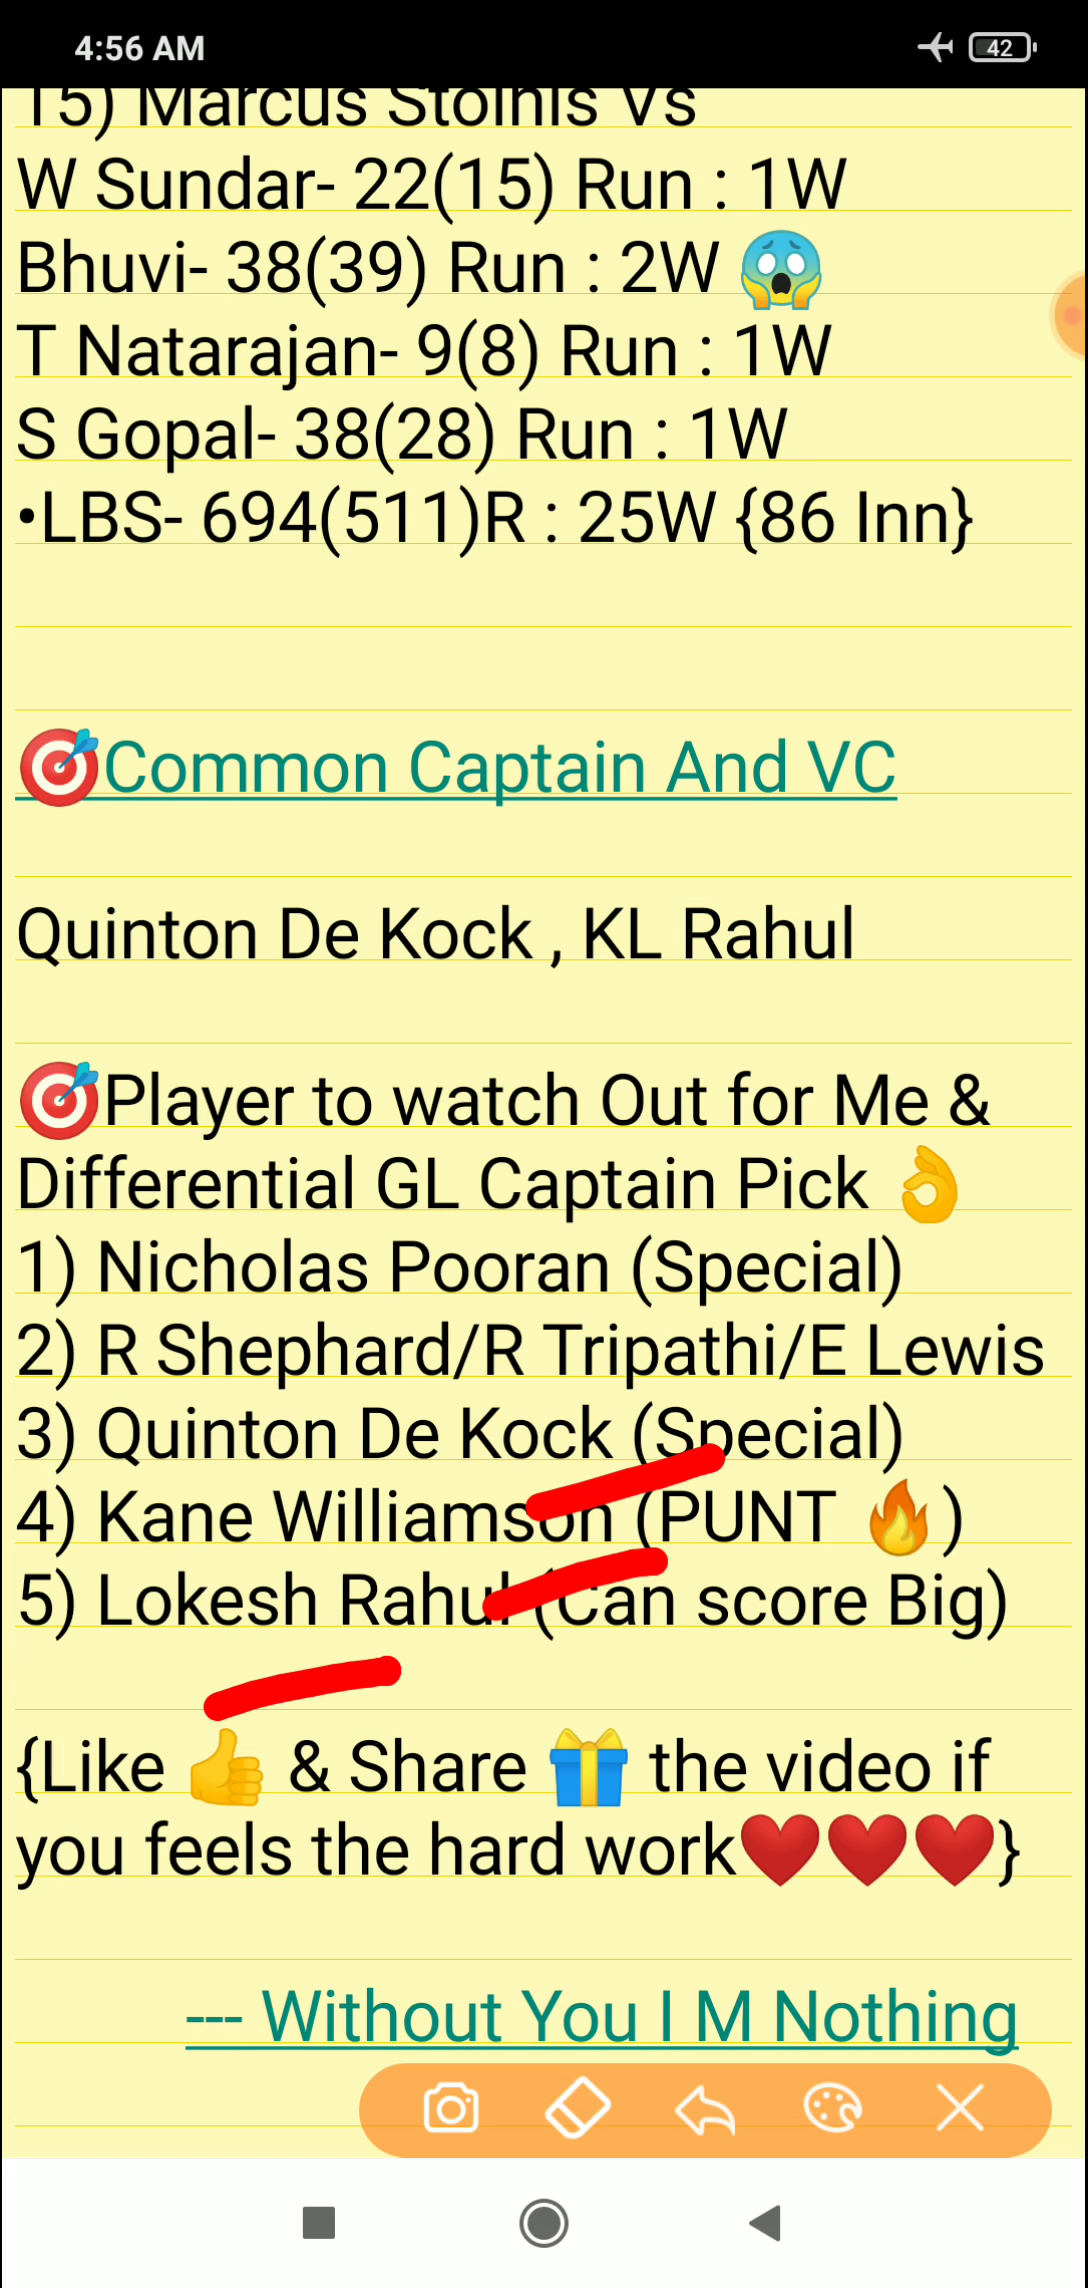 4:56 AM
42
15) Marcus Stoinis Vs
W Sundar- 22(15) Run : 1W
Bhuvi- 38(39) Run : 2W 😱
T Natarajan- 9(8) Run : 1W
S Gopal- 38(28) Run : 1W
•LBS- 694(511)R : 25W {86 Inn}
🎯Common Captain And VC
Quinton De Kock , KL Rahul
🎯Player to watch Out for Me &
Differential GL Captain Pick 👌
1) Nicholas Pooran (Special)
2) R Shephard/R Tripathi/E Lewis
3) Quinton De Kock (Special)
4) Kane Williamson (PUNT 🔥)
5) Lokesh Rahul (Can score Big)
{Like 👍 & Share 🎁 the video if
you feels the hard work❤️❤️❤️}
--- Without You I M Nothing